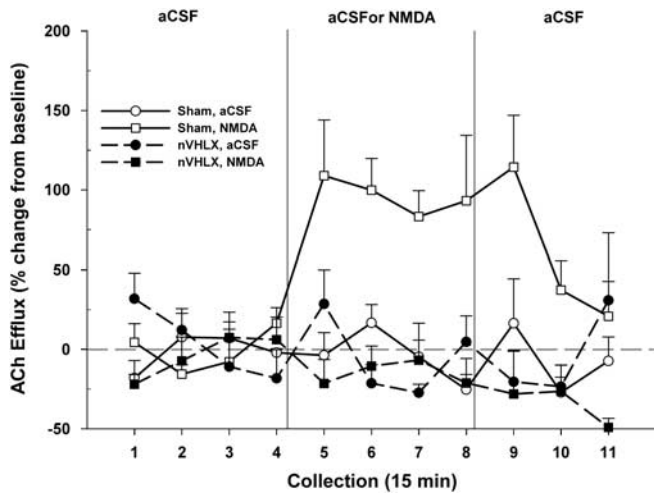 aCSF aCSFor NMDA aCSF
200
150
100
50
0
-50
ACh Efflux (% change from baseline)
Sham, aCSF
Sham, NMDA
nVHLX, aCSF
nVHLX, NMDA
1 2 3 4 5 6 7 8 9 10 11
Collection (15 min)